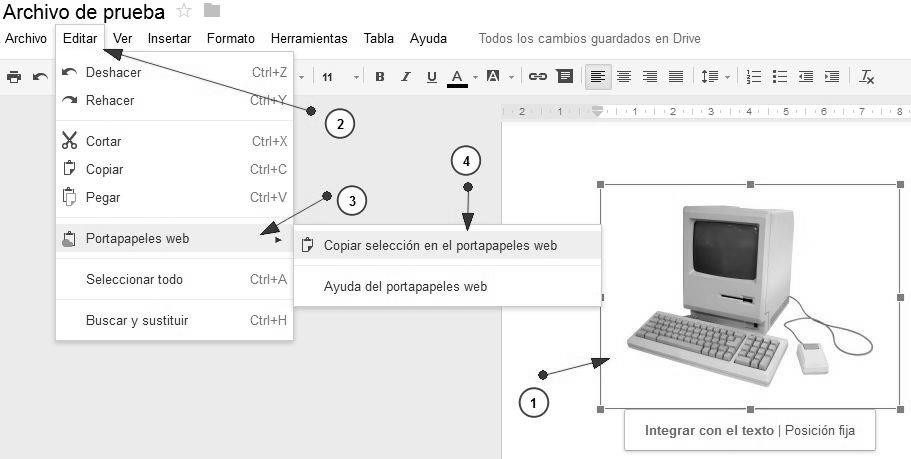 Archivo de prueba
Archivo Editar Ver Insertar Formato Herramientas Tabla Ayuda Todos los cambios guardados en Drive
11 B I U A A
Deshacer Ctrl+Z
Rehacer Ctrl+Y
Cortar Ctrl+X
Copiar Ctrl+C
Pegar Ctrl+V
Portapapeles web
Seleccionar todo Ctrl+A
Buscar y sustituir Ctrl+H
Copiar selección en el portapapeles web
Ayuda del portapapeles web
2 1 1 2 3 4 5 6 7 8
2
4
3
1
Integrar con el texto | Posición fija